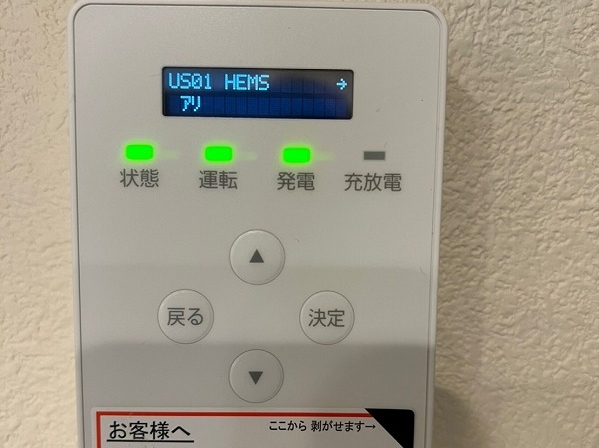 US01 HEMS →
アリ
状態 運転 発電 充放電
▲
戻る 決定
▼
お客様へ ここから剥がせます→